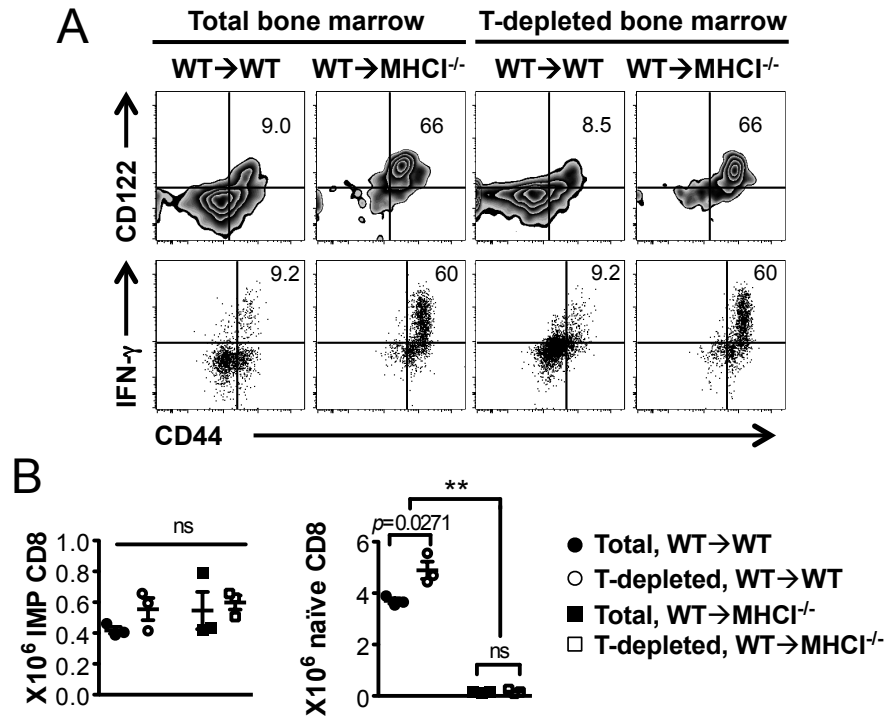 A
Total bone marrow
T-depleted bone marrow
WT→WT
WT→MHCI-/-
WT→WT
WT→MHCI-/-
CD122
9.0
66
8.5
66
IFN-γ
9.2
60
9.2
60
CD44
B
X10⁶ IMP CD8
1.0
0.8
0.6
0.4
0.2
0.0
ns
X10⁶ naïve CD8
6
4
2
0
**
p=0.0271
ns
Total, WT→WT
T-depleted, WT→WT
Total, WT→MHCI-/-
T-depleted, WT→MHCI-/-